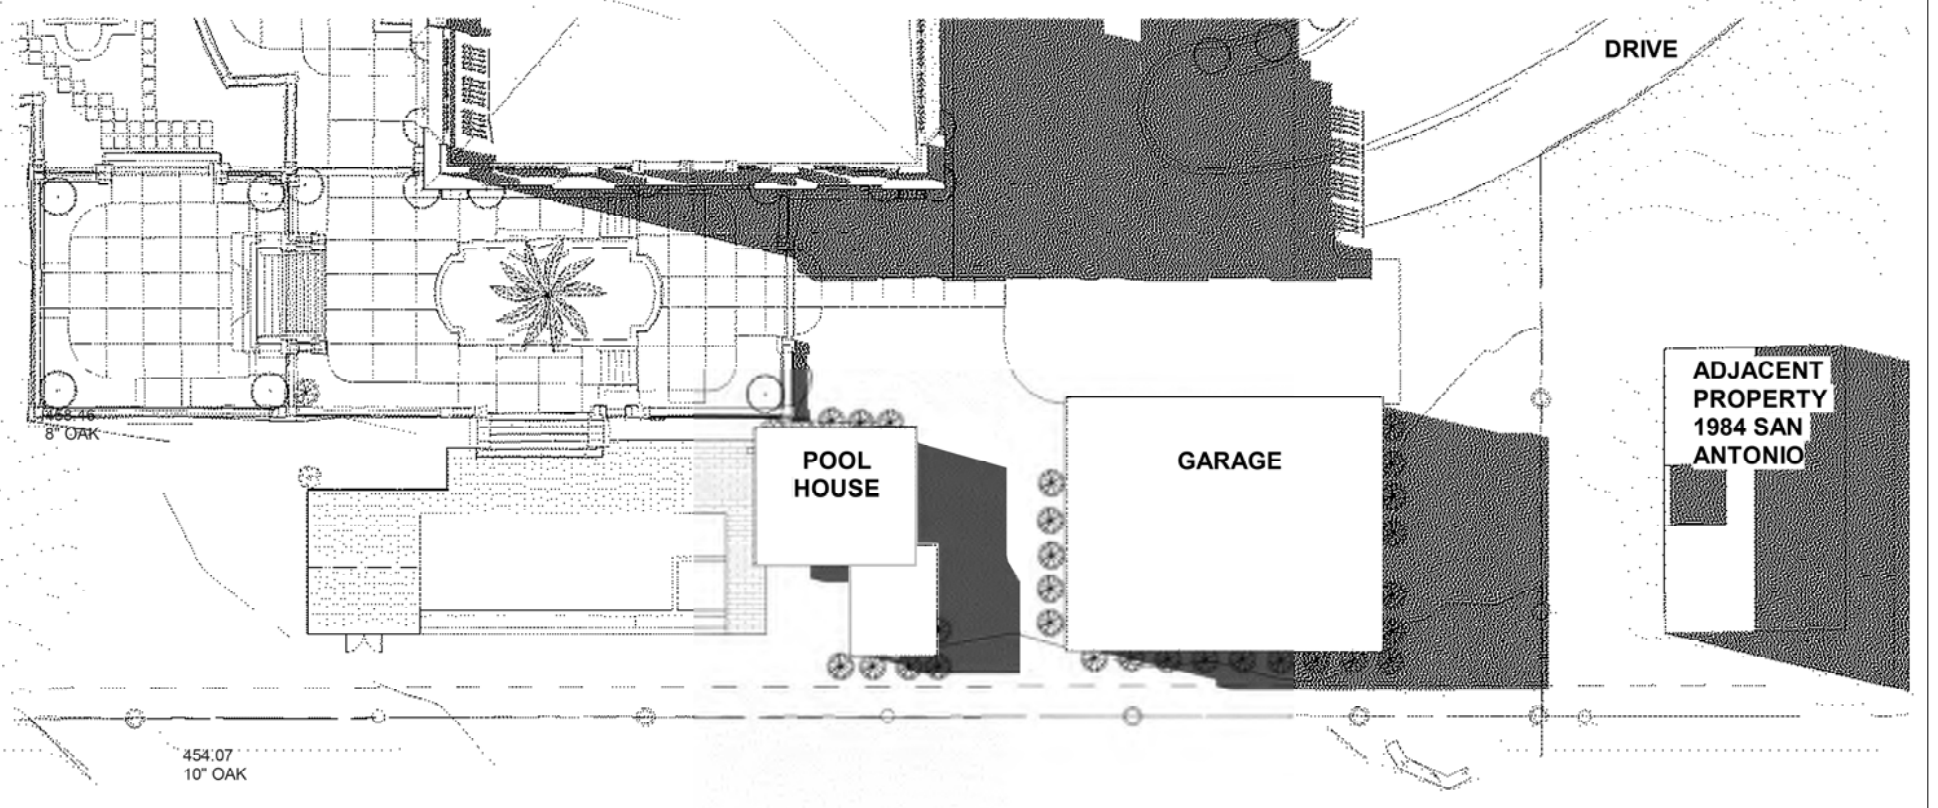 DRIVE
ADJACENT
PROPERTY
1984 SAN
ANTONIO
8" OAK
POOL
HOUSE
GARAGE
454.07
10" OAK